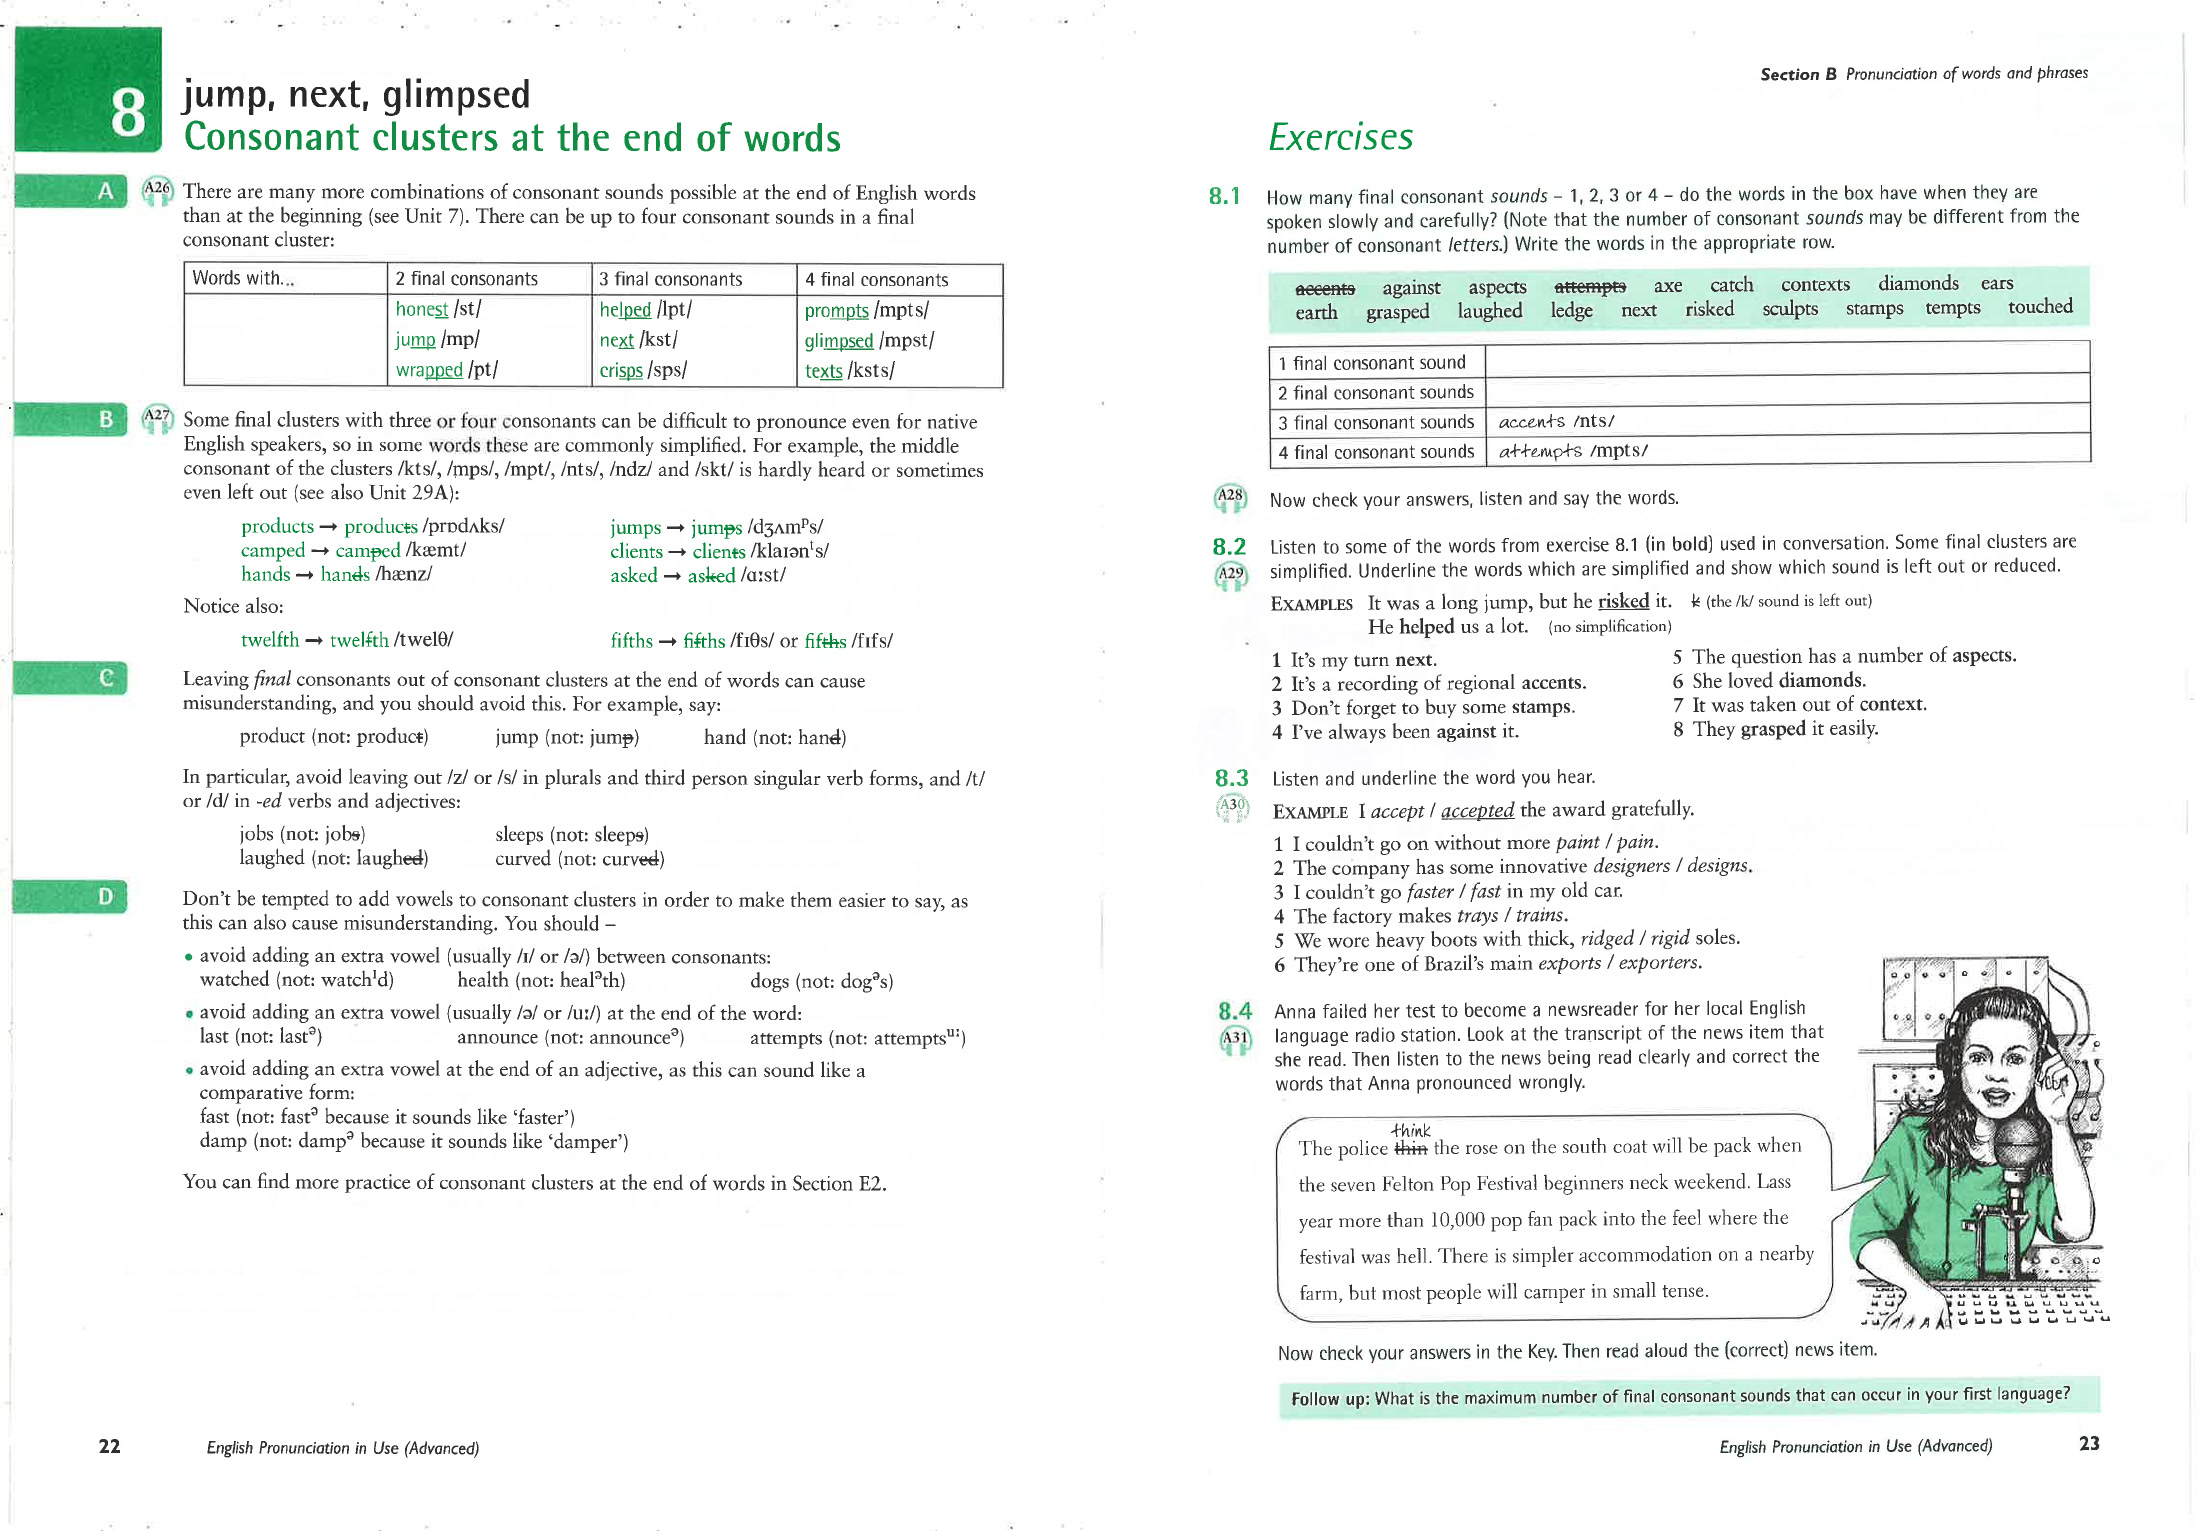 8
jump, next, glimpsed
Consonant clusters at the end of words
A
A26
There are many more combinations of consonant sounds possible at the end of English words
than at the beginning (see Unit 7). There can be up to four consonant sounds in a final
consonant cluster:
Words with... 2 final consonants 3 final consonants 4 final consonants
honest /st/ helped /lpt/ prompts /mpts/
jump /mp/ next /kst/ glimpsed /mpst/
wrapped /pt/ crisps /sps/ texts /ksts/
B
A27
Some final clusters with three or four consonants can be difficult to pronounce even for native
English speakers, so in some words these are commonly simplified. For example, the middle
consonant of the clusters /kts/, /mps/, /mpt/, /nts/, /ndz/ and /skt/ is hardly heard or sometimes
even left out (see also Unit 29A):
products → products /prɒdʌks/ jumps → jumps /dʒʌmᵖs/
camped → camped /kæmt/ clients → clients /klaɪənᵗs/
hands → hands /hænz/ asked → asked /ɑːst/
Notice also:
twelfth → twelfth /twelθ/ fifths → fifths /fɪθs/ or fifths /fɪfs/
C
Leaving final consonants out of consonant clusters at the end of words can cause
misunderstanding, and you should avoid this. For example, say:
product (not: product) jump (not: jump) hand (not: hand)
In particular, avoid leaving out /z/ or /s/ in plurals and third person singular verb forms, and /t/
or /d/ in -ed verbs and adjectives:
jobs (not: jobs) sleeps (not: sleeps)
laughed (not: laughed) curved (not: curved)
D
Don't be tempted to add vowels to consonant clusters in order to make them easier to say, as
this can also cause misunderstanding. You should –
• avoid adding an extra vowel (usually /ɪ/ or /ə/) between consonants:
watched (not: watchᴵd) health (not: healᵊth) dogs (not: dogᵊs)
• avoid adding an extra vowel (usually /ə/ or /uː/) at the end of the word:
last (not: lastᵊ) announce (not: announceᵊ) attempts (not: attemptsᵘː)
• avoid adding an extra vowel at the end of an adjective, as this can sound like a
comparative form:
fast (not: fastᵊ because it sounds like 'faster')
damp (not: dampᵊ because it sounds like 'damper')
You can find more practice of consonant clusters at the end of words in Section E2.
22 English Pronunciation in Use (Advanced)
Section B Pronunciation of words and phrases
Exercises
8.1 How many final consonant sounds – 1, 2, 3 or 4 – do the words in the box have when they are
spoken slowly and carefully? (Note that the number of consonant sounds may be different from the
number of consonant letters.) Write the words in the appropriate row.
accents against aspects attempts axe catch contexts diamonds ears
earth grasped laughed ledge next risked sculpts stamps tempts touched
1 final consonant sound
2 final consonant sounds
3 final consonant sounds accents /nts/
4 final consonant sounds attempts /mpts/
A28
Now check your answers, listen and say the words.
8.2 Listen to some of the words from exercise 8.1 (in bold) used in conversation. Some final clusters are
A29
simplified. Underline the words which are simplified and show which sound is left out or reduced.
EXAMPLES It was a long jump, but he risked it. k (the /k/ sound is left out)
He helped us a lot. (no simplification)
1 It's my turn next.
2 It's a recording of regional accents.
3 Don't forget to buy some stamps.
4 I've always been against it.
5 The question has a number of aspects.
6 She loved diamonds.
7 It was taken out of context.
8 They grasped it easily.
8.3 Listen and underline the word you hear.
A30
EXAMPLE I accept / accepted the award gratefully.
1 I couldn't go on without more paint / pain.
2 The company has some innovative designers / designs.
3 I couldn't go faster / fast in my old car.
4 The factory makes trays / trains.
5 We wore heavy boots with thick, ridged / rigid soles.
6 They're one of Brazil's main exports / exporters.
8.4 Anna failed her test to become a newsreader for her local English
A31
language radio station. Look at the transcript of the news item that
she read. Then listen to the news being read clearly and correct the
words that Anna pronounced wrongly.
think
The police thin the rose on the south coat will be pack when
the seven Felton Pop Festival beginners neck weekend. Lass
year more than 10,000 pop fan pack into the feel where the
festival was hell. There is simpler accommodation on a nearby
farm, but most people will camper in small tense.
Now check your answers in the Key. Then read aloud the (correct) news item.
Follow up: What is the maximum number of final consonant sounds that can occur in your first language?
English Pronunciation in Use (Advanced) 23